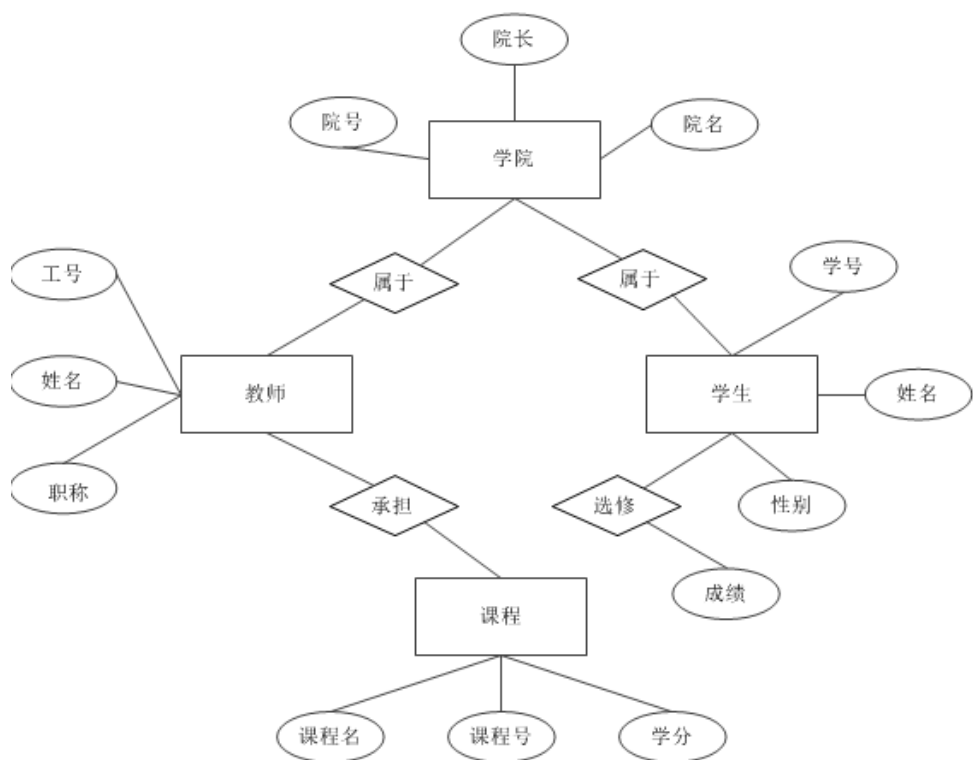 院长
院号
院名
学院
属于
属于
工号
学号
姓名
教师
学生
姓名
职称
承担
选修
性别
成绩
课程
课程名
课程号
学分